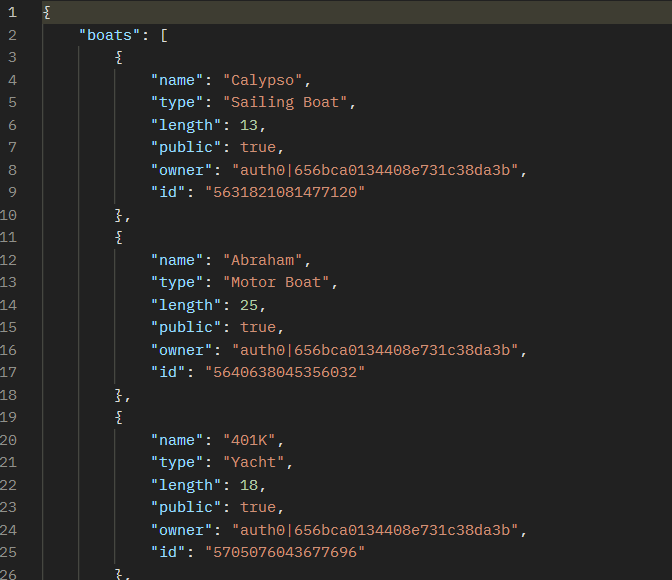 1 {
2     "boats": [
3         {
4             "name": "Calypso",
5             "type": "Sailing Boat",
6             "length": 13,
7             "public": true,
8             "owner": "auth0|656bca0134408e731c38da3b",
9             "id": "5631821081477120"
10         },
11         {
12             "name": "Abraham",
13             "type": "Motor Boat",
14             "length": 25,
15             "public": true,
16             "owner": "auth0|656bca0134408e731c38da3b",
17             "id": "5640638045356032"
18         },
19         {
20             "name": "401K",
21             "type": "Yacht",
22             "length": 18,
23             "public": true,
24             "owner": "auth0|656bca0134408e731c38da3b",
25             "id": "5705076043677696"
26         },